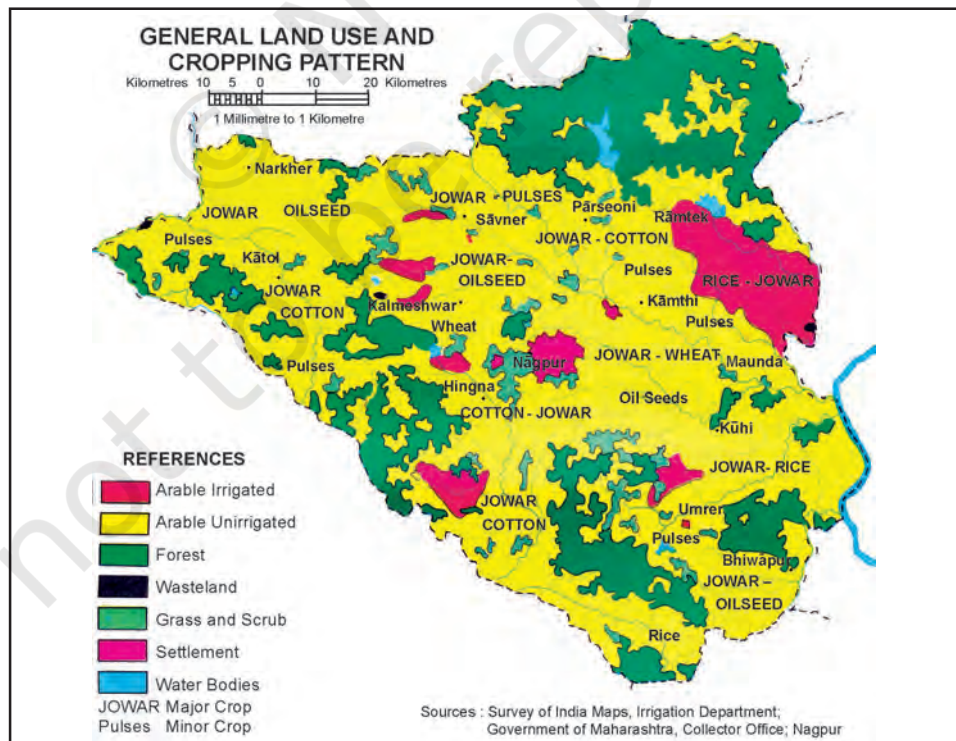 GENERAL LAND USE AND
CROPPING PATTERN
Kilometres 10 5 0 10 20 Kilometres
1 Millimetre to 1 Kilometre
Narkher
JOWAR OILSEED
JOWAR - PULSES
Sāvner
Pārseoni
Rāmtek
Pulses
Kātol
JOWAR - COTTON
JOWAR-
OILSEED
Pulses
RICE - JOWAR
JOWAR
COTTON
Kalmeshwar
Kāmthi
Wheat
Pulses
Pulses
Nāgpur
JOWAR - WHEAT
Maunda
Hingna
Oil Seeds
COTTON - JOWAR
Kūhi
JOWAR- RICE
JOWAR
COTTON
Umrer
Pulses
Bhiwāpur
JOWAR –
OILSEED
Rice
REFERENCES
Arable Irrigated
Arable Unirrigated
Forest
Wasteland
Grass and Scrub
Settlement
Water Bodies
JOWAR Major Crop
Pulses Minor Crop
Sources : Survey of India Maps, Irrigation Department;
Government of Maharashtra, Collector Office; Nagpur